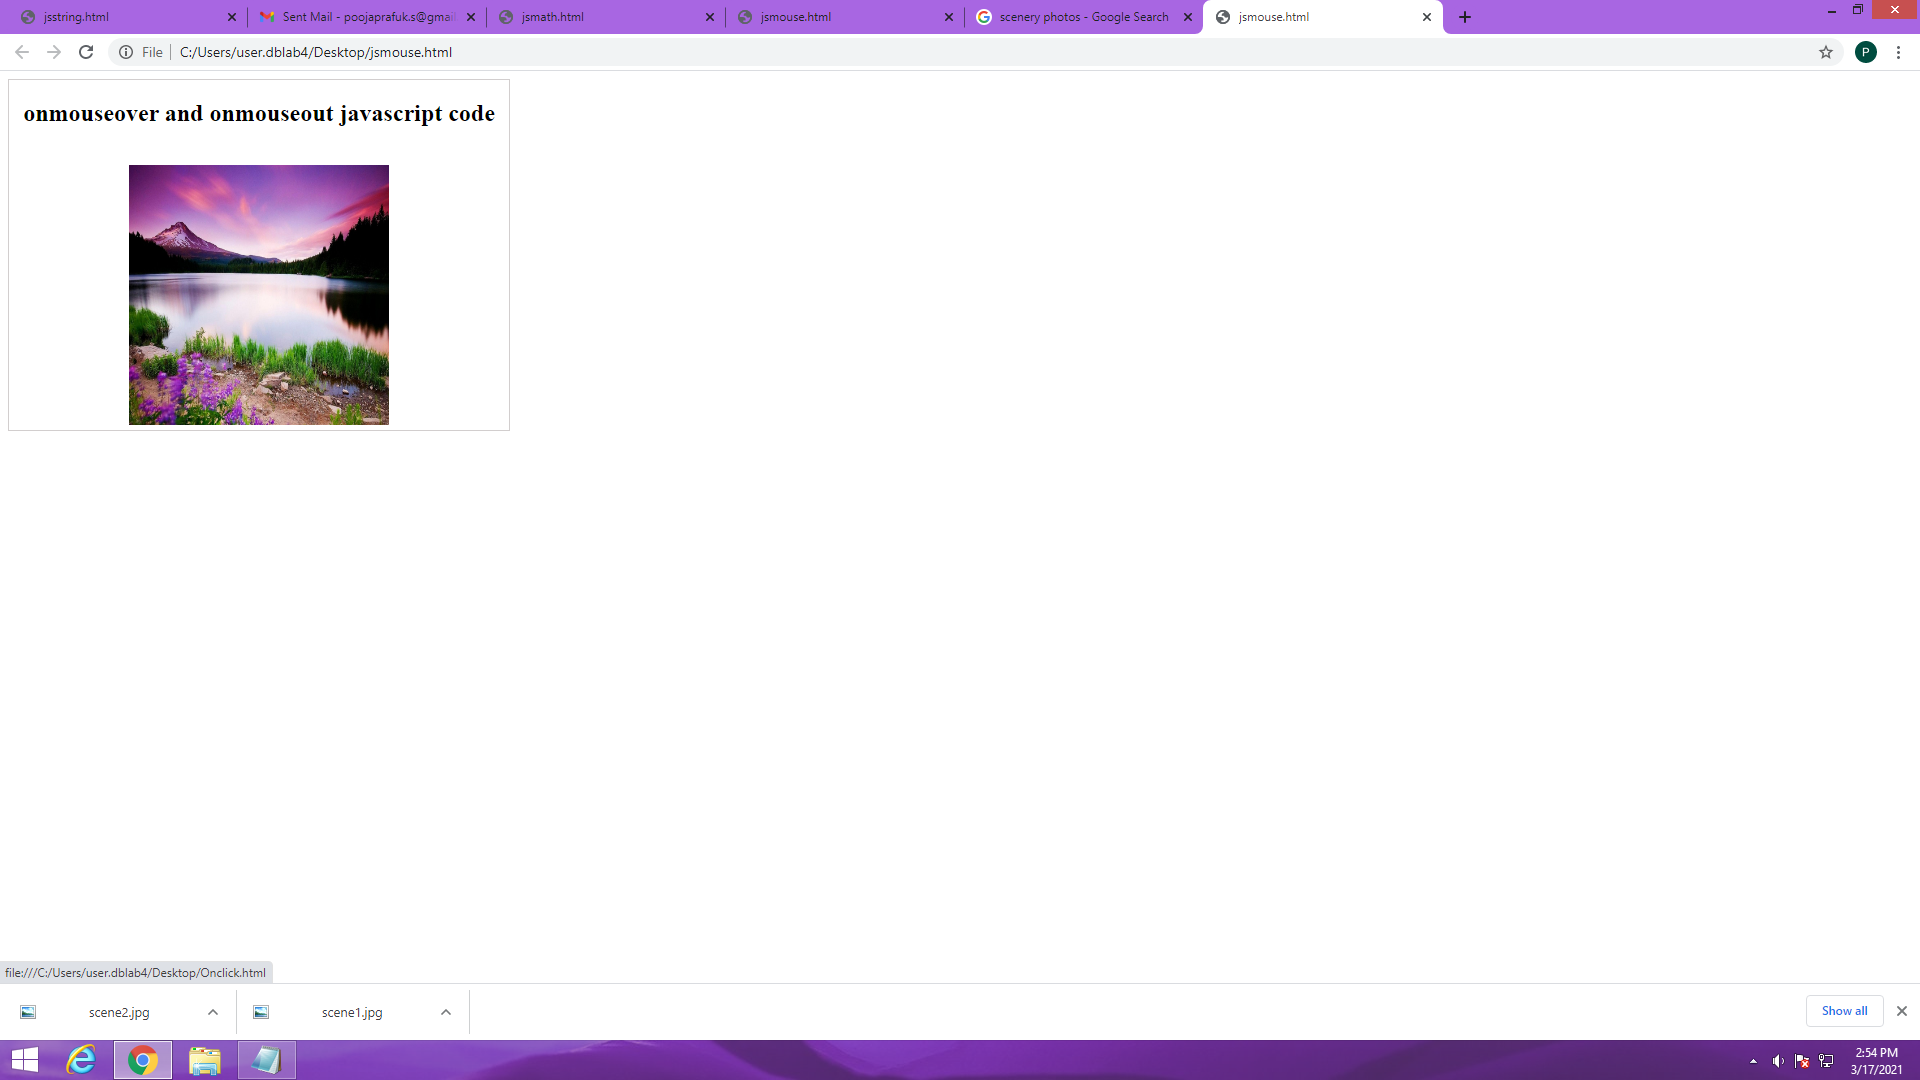 jsstring.html
Sent Mail - poojaprafuk.s@gmail
jsmath.html
jsmouse.html
scenery photos - Google Search
jsmouse.html
File
C:/Users/user.dblab4/Desktop/jsmouse.html
P
onmouseover and onmouseout javascript code
file:///C:/Users/user.dblab4/Desktop/Onclick.html
scene2.jpg
scene1.jpg
Show all
2:54 PM
3/17/2021